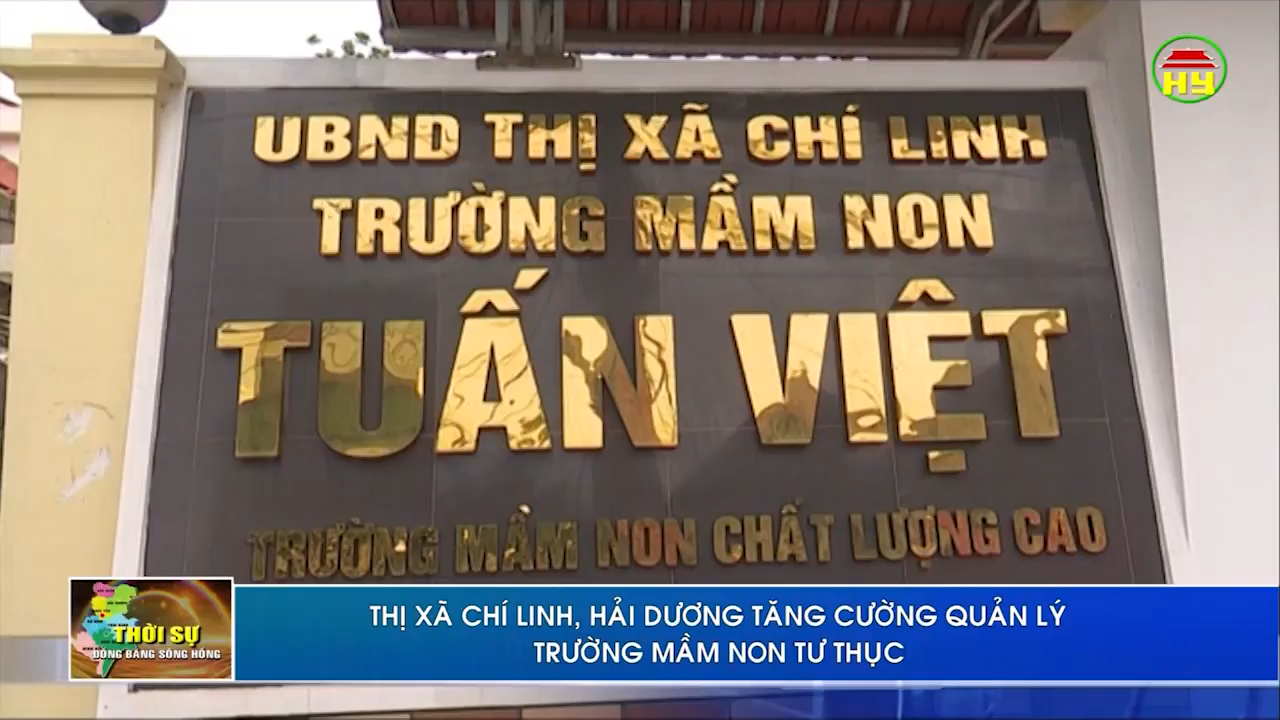 HY
UBND THỊ XÃ CHÍ LINH
TRƯỜNG MẦM NON
TUẤN VIỆT
TRƯỜNG MẦM NON CHẤT LƯỢNG CAO
THỜI SỰ
ĐỒNG BẰNG SÔNG HỒNG
THỊ XÃ CHÍ LINH, HẢI DƯƠNG TĂNG CƯỜNG QUẢN LÝ
TRƯỜNG MẦM NON TƯ THỤC